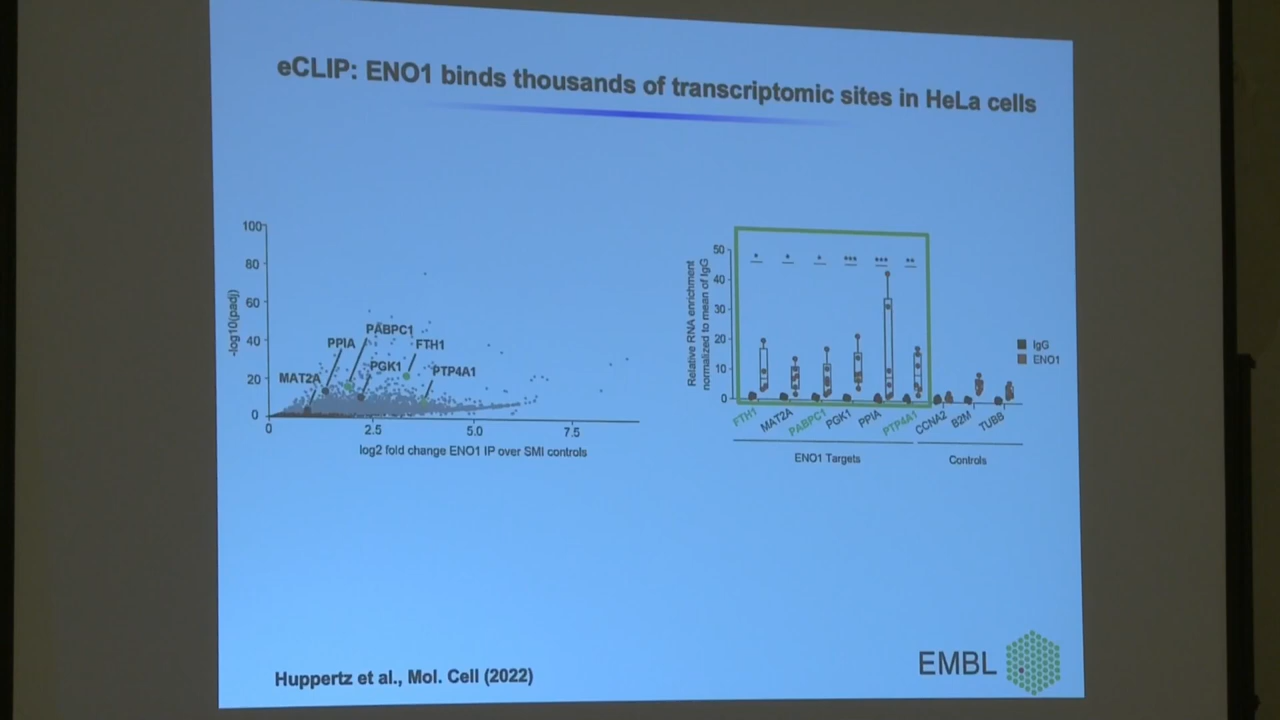 eCLIP: ENO1 binds thousands of transcriptomic sites in HeLa cells
100
80
60
40
20
0
-log10(padj)
PABPC1
PPIA
FTH1
PGK1
PTP4A1
MAT2A
0
2.5
5.0
7.5
log2 fold change ENO1 IP over SMI controls
Relative RNA enrichment
normalized to mean of IgG
50
40
30
20
10
0
* * * *** *** **
IgG
ENO1
FTH1
MAT2A
PABPC1
PGK1
PPIA
PTP4A1
CCNA2
B2M
TUBB
ENO1 Targets
Controls
Huppertz et al., Mol. Cell (2022)
EMBL